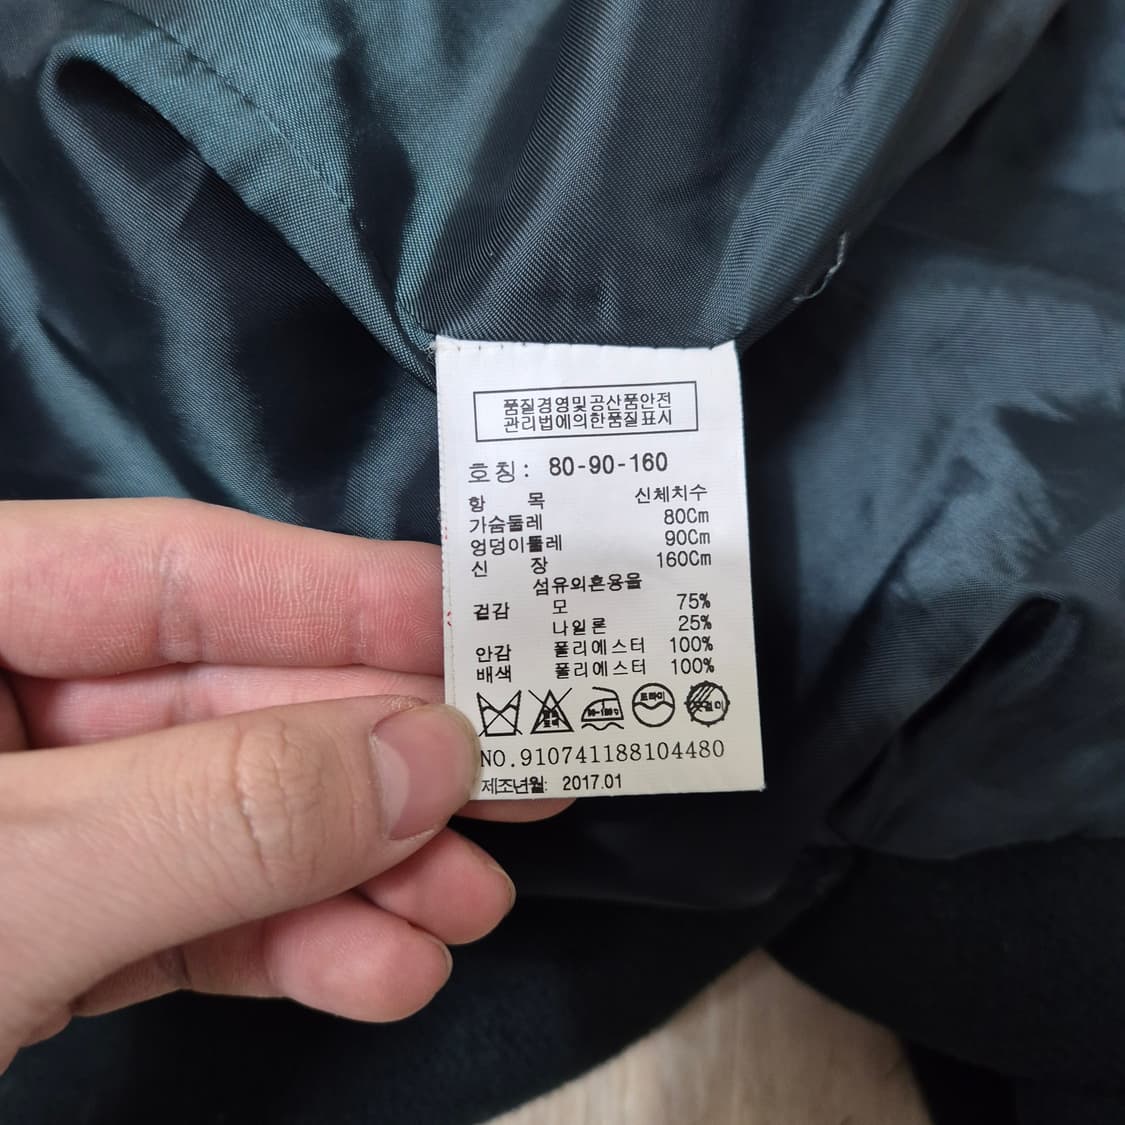 품질경영및공산품안전
관리법에의한품질표시
호칭: 80-90-160
항 목 신체치수
가슴둘레 80Cm
엉덩이둘레 90Cm
신 장 160Cm
섬유의혼용율
겉감 모 75%
나일론 25%
안감 폴리에스터 100%
배색 폴리에스터 100%
드라이
NO.910741188104480
제조년월: 2017.01